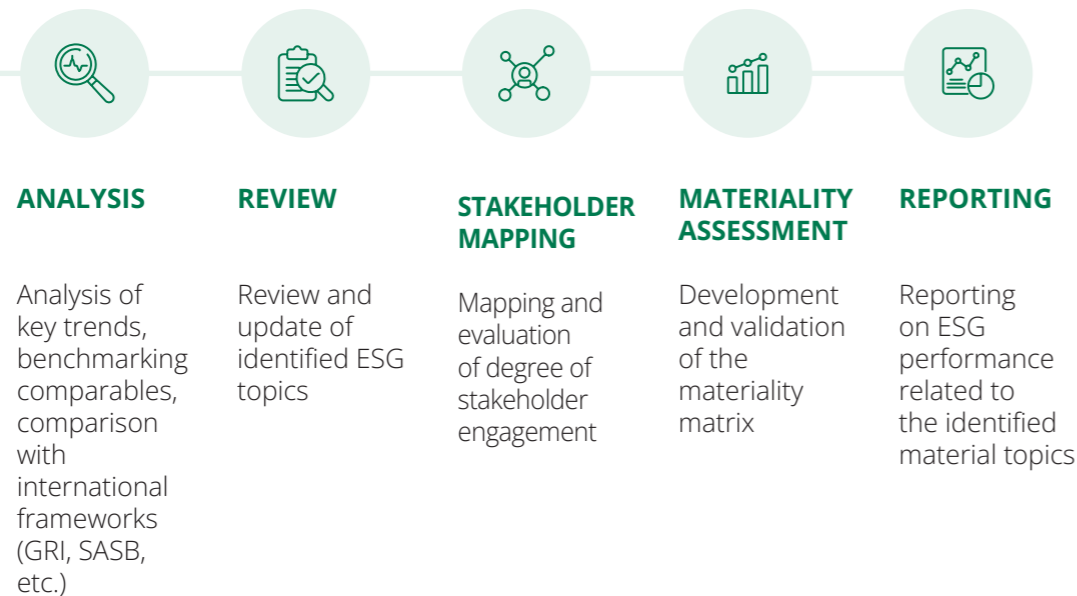 ANALYSIS
Analysis of
key trends,
benchmarking
comparables,
comparison
with
international
frameworks
(GRI, SASB,
etc.)
REVIEW
Review and
update of
identified ESG
topics
STAKEHOLDER
MAPPING
Mapping and
evaluation
of degree of
stakeholder
engagement
MATERIALITY
ASSESSMENT
Development
and validation
of the
materiality
matrix
REPORTING
Reporting
on ESG
performance
related to
the identified
material topics